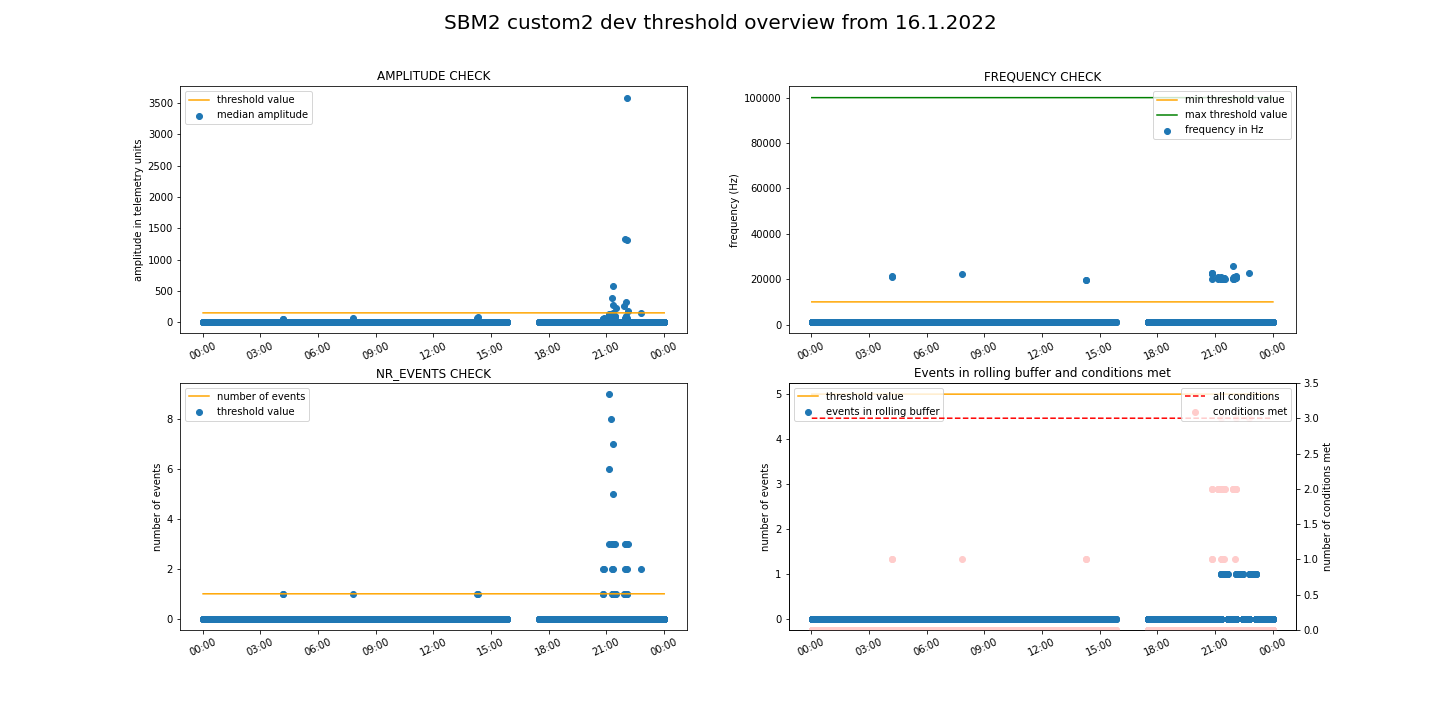 SBM2 custom2 dev threshold overview from 16.1.2022
AMPLITUDE CHECK
threshold value
median amplitude
amplitude in telemetry units
3500
3000
2500
2000
1500
1000
500
0
00:00 03:00 06:00 09:00 12:00 15:00 18:00 21:00 00:00
FREQUENCY CHECK
min threshold value
max threshold value
frequency in Hz
frequency (Hz)
100000
80000
60000
40000
20000
0
00:00 03:00 06:00 09:00 12:00 15:00 18:00 21:00 00:00
NR_EVENTS CHECK
number of events
threshold value
number of events
8
6
4
2
0
00:00 03:00 06:00 09:00 12:00 15:00 18:00 21:00 00:00
Events in rolling buffer and conditions met
threshold value
events in rolling buffer
all conditions
conditions met
number of events
5
4
3
2
1
0
3.5
3.0
2.5
2.0
1.5
1.0
0.5
0.0
number of conditions met
00:00 03:00 06:00 09:00 12:00 15:00 18:00 21:00 00:00